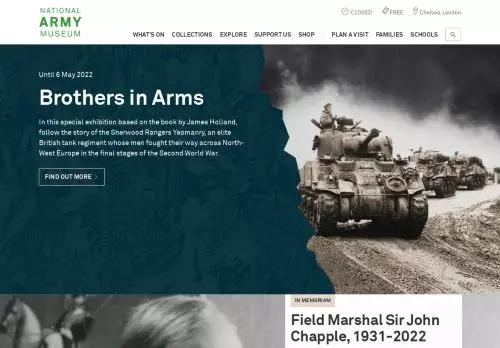 NATIONAL
ARMY
MUSEUM
CLOSED
FREE
Chelsea, London
WHAT'S ON COLLECTIONS EXPLORE SUPPORT US SHOP PLAN A VISIT FAMILIES SCHOOLS
Until 6 May 2022
Brothers in Arms
In this special exhibition based on the book by James Holland,
follow the story of the Sherwood Rangers Yeomanry, an elite
British tank regiment whose men fought their way across North-
West Europe in the final stages of the Second World War.
FIND OUT MORE
IN MEMORIAM
Field Marshal Sir John
Chapple, 1931-2022